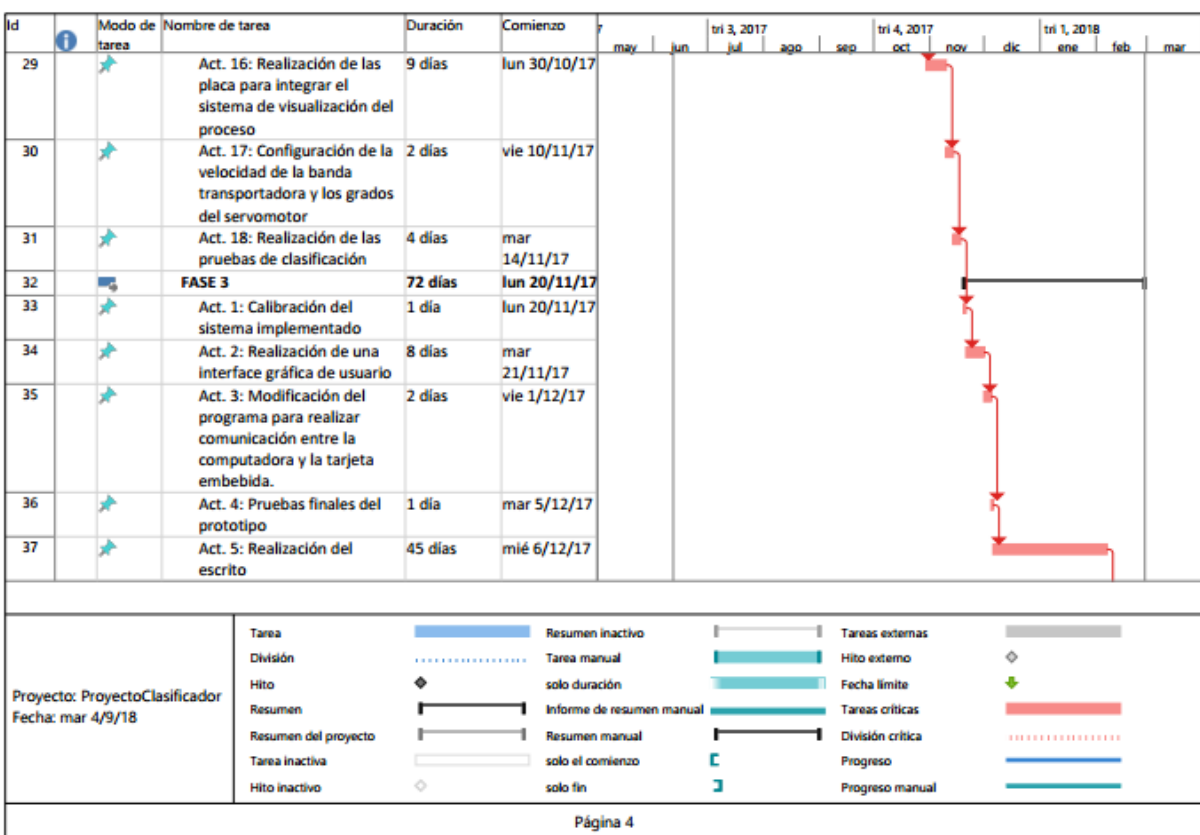 Id Modo de Nombre de tarea Duración Comienzo
tarea
7 tri 3, 2017 tri 4, 2017 tri 1, 2018
may jun jul ago sep oct nov dic ene feb mar
29 Act. 16: Realización de las 9 días lun 30/10/17
placa para integrar el
sistema de visualización del
proceso
30 Act. 17: Configuración de la 2 días vie 10/11/17
velocidad de la banda
transportadora y los grados
del servomotor
31 Act. 18: Realización de las 4 días mar
pruebas de clasificación 14/11/17
32 FASE 3 72 días lun 20/11/17
33 Act. 1: Calibración del 1 día lun 20/11/17
sistema implementado
34 Act. 2: Realización de una 8 días mar
interface gráfica de usuario 21/11/17
35 Act. 3: Modificación del 2 días vie 1/12/17
programa para realizar
comunicación entre la
computadora y la tarjeta
embebida.
36 Act. 4: Pruebas finales del 1 día mar 5/12/17
prototipo
37 Act. 5: Realización del 45 días mié 6/12/17
escrito
Proyecto: ProyectoClasificador
Fecha: mar 4/9/18
Tarea Resumen inactivo Tareas externas
División Tarea manual Hito externo
Hito solo duración Fecha límite
Resumen Informe de resumen manual Tareas críticas
Resumen del proyecto Resumen manual División crítica
Tarea inactiva solo el comienzo Progreso
Hito inactivo solo fin Progreso manual
Página 4